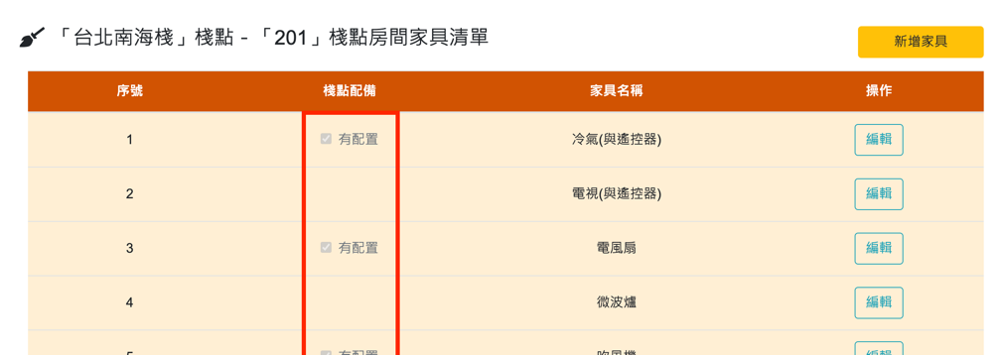 「台北南海棧」棧點 - 「201」棧點房間家具清單
新增家具
序號 棧點配備 家具名稱 操作
1 有配置 冷氣(與遙控器) 編輯
2 電視(與遙控器) 編輯
3 有配置 電風扇 編輯
4 微波爐 編輯
5 有配置 吹風機 編輯